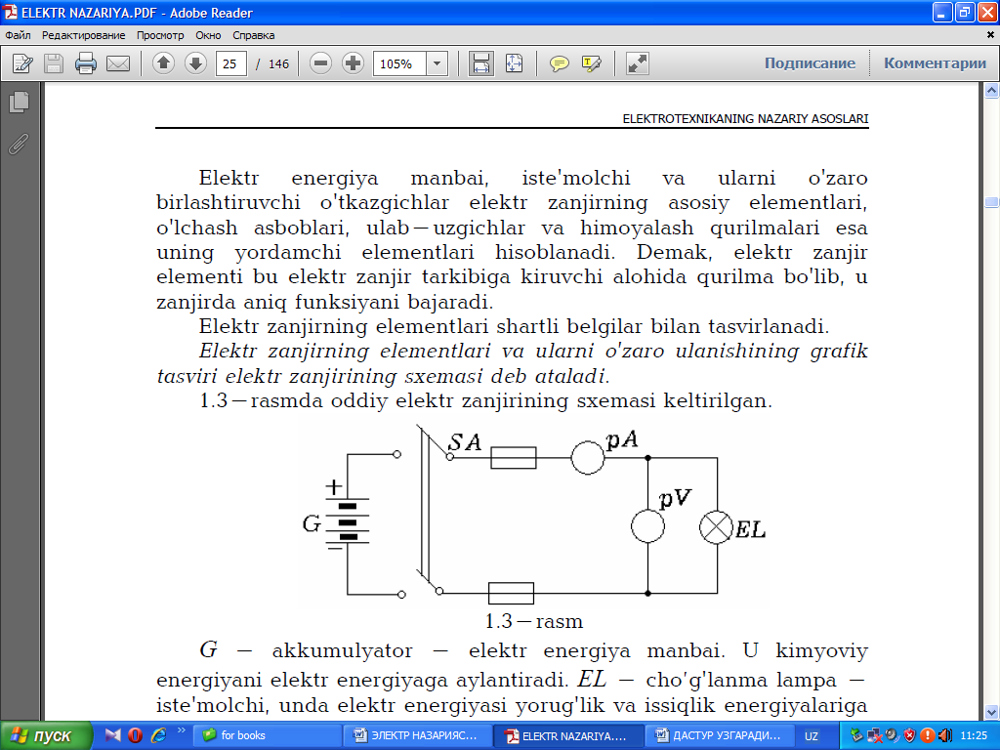 ELEKTR NAZARIYA.PDF - Adobe Reader
Файл Редактирование Просмотр Окно Справка
25 / 146 105% Подписание Комментарии
ELEKTROTEXNIKANING NAZARIY ASOSLARI
Elektr energiya manbai, iste'molchi va ularni o'zaro
birlashtiruvchi o'tkazgichlar elektr zanjirning asosiy elementlari,
o'lchash asboblari, ulab–uzgichlar va himoyalash qurilmalari esa
uning yordamchi elementlari hisoblanadi. Demak, elektr zanjir
elementi bu elektr zanjir tarkibiga kiruvchi alohida qurilma bo'lib, u
zanjirda aniq funksiyani bajaradi.
Elektr zanjirning elementlari shartli belgilar bilan tasvirlanadi.
Elektr zanjirning elementlari va ularni o'zaro ulanishining grafik
tasviri elektr zanjirining sxemasi deb ataladi.
1.3–rasmda oddiy elektr zanjirining sxemasi keltirilgan.
SA pA
+ pV
G EL
–
1.3–rasm
G – akkumulyator – elektr energiya manbai. U kimyoviy
energiyani elektr energiyaga aylantiradi. EL – cho'g'lanma lampa –
iste'molchi, unda elektr energiyasi yorug'lik va issiqlik energiyalariga
пуск for books ЭЛЕКТР НАЗАРИЯС... ELEKTR NAZARIYA.... ДАСТУР УЗГАРАДИ... UZ 11:25